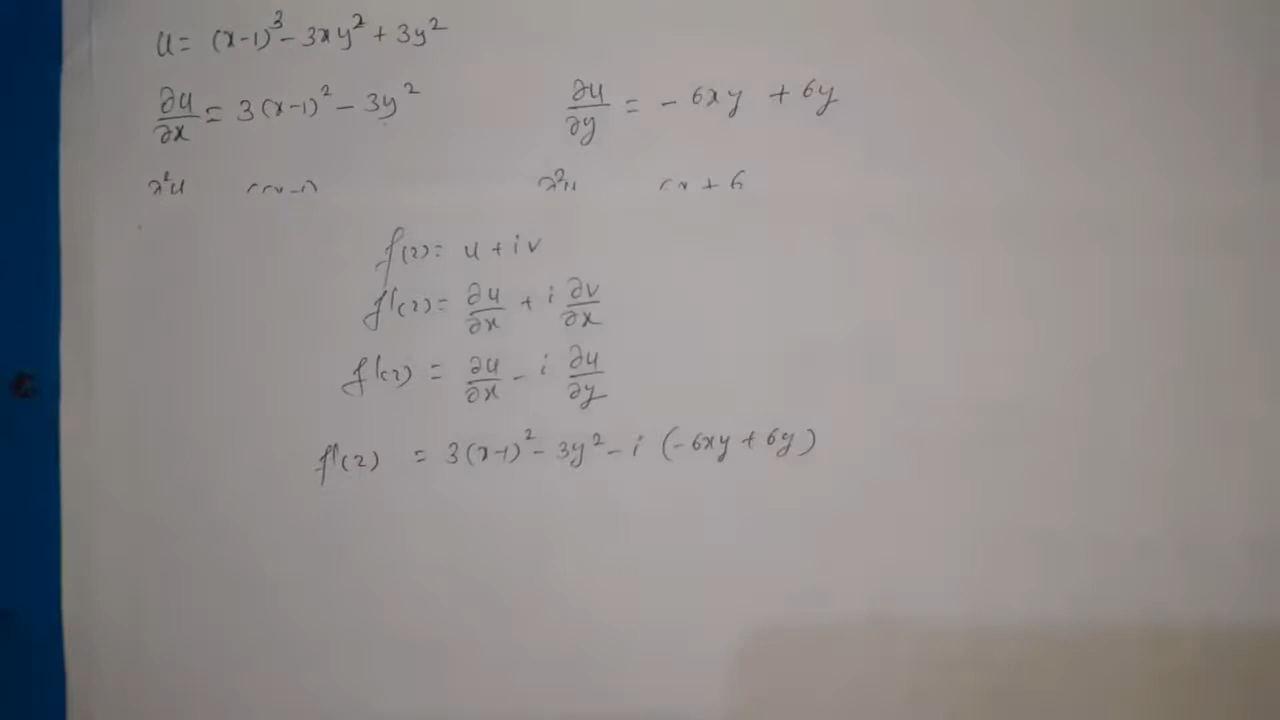 u = (x-1)³ - 3xy² + 3y²
∂u/∂x = 3(x-1)² - 3y² ∂u/∂y = - 6xy + 6y
f(z) = u + iv
f'(z) = ∂u/∂x + i ∂v/∂x
f'(z) = ∂u/∂x - i ∂u/∂y
f'(z) = 3(x-1)² - 3y² - i (-6xy + 6y)